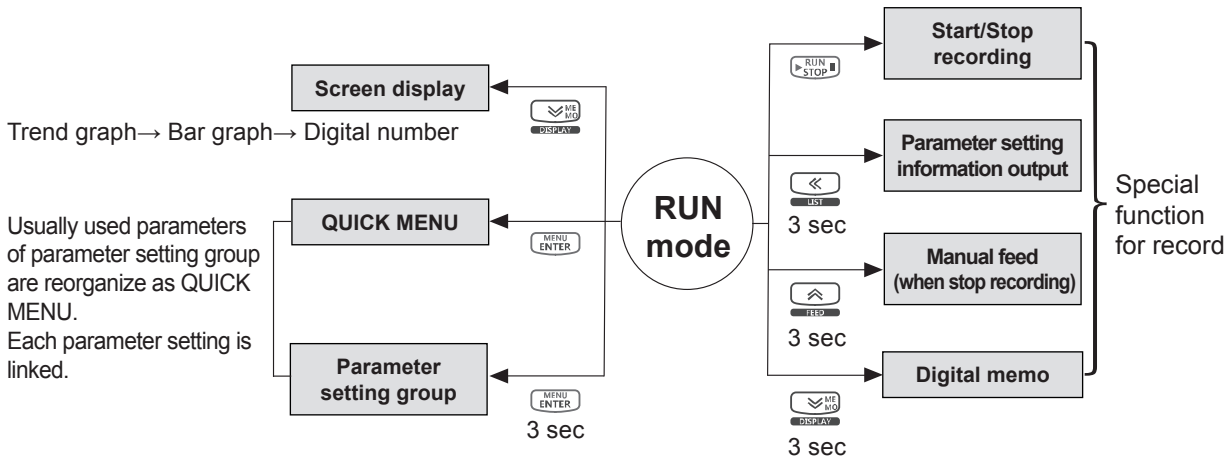 Screen display
ME
MO
DISPLAY
Trend graph→ Bar graph→ Digital number
Usually used parameters
of parameter setting group
are reorganize as QUICK
MENU.
Each parameter setting is
linked.
QUICK MENU
MENU
ENTER
Parameter
setting group
MENU
ENTER
3 sec
RUN
mode
RUN
STOP
Start/Stop
recording
LIST
3 sec
Parameter setting
information output
FEED
3 sec
Manual feed
(when stop recording)
ME
MO
DISPLAY
3 sec
Digital memo
Special
function
for record